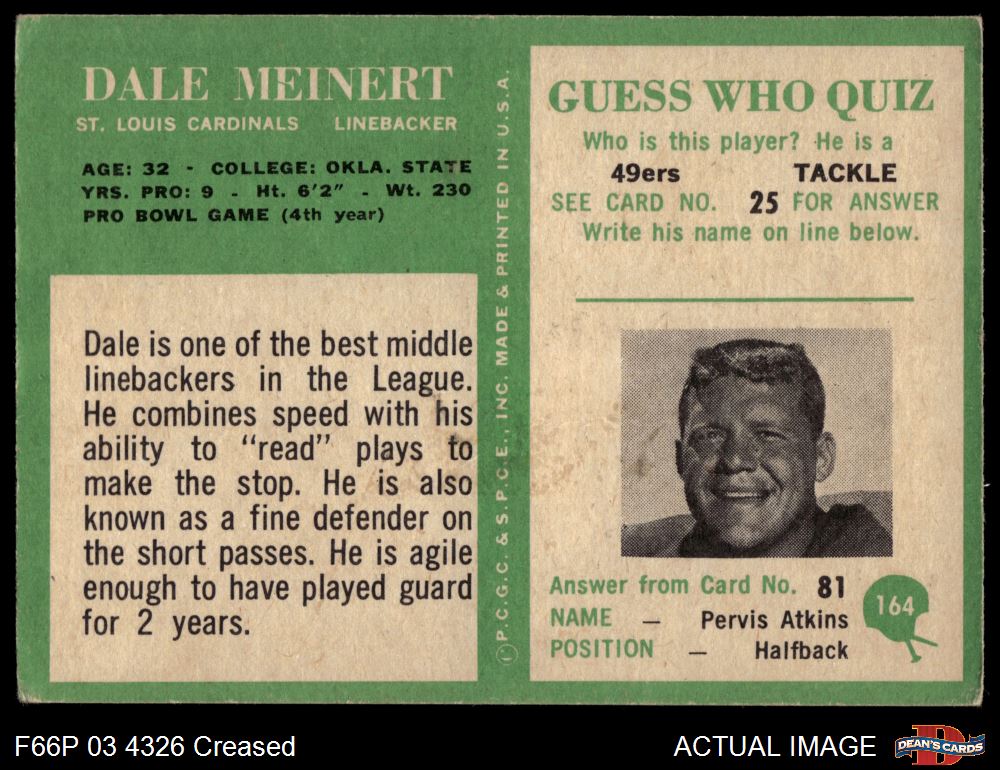 DALE MEINERT
ST. LOUIS CARDINALS LINEBACKER
AGE: 32 - COLLEGE: OKLA. STATE
YRS. PRO: 9 - Ht. 6'2" - Wt. 230
PRO BOWL GAME (4th year)
Dale is one of the best middle
linebackers in the League.
He combines speed with his
ability to "read" plays to
make the stop. He is also
known as a fine defender on
the short passes. He is agile
enough to have played guard
for 2 years.
©P.C.G.C. & S.P.C.E., INC. MADE & PRINTED IN U.S.A.
GUESS WHO QUIZ
Who is this player? He is a
49ers TACKLE
SEE CARD NO. 25 FOR ANSWER
Write his name on line below.
Answer from Card No. 81
NAME – Pervis Atkins
POSITION – Halfback
164
F66P 03 4326 Creased
ACTUAL IMAGE
DEAN'S CARDS